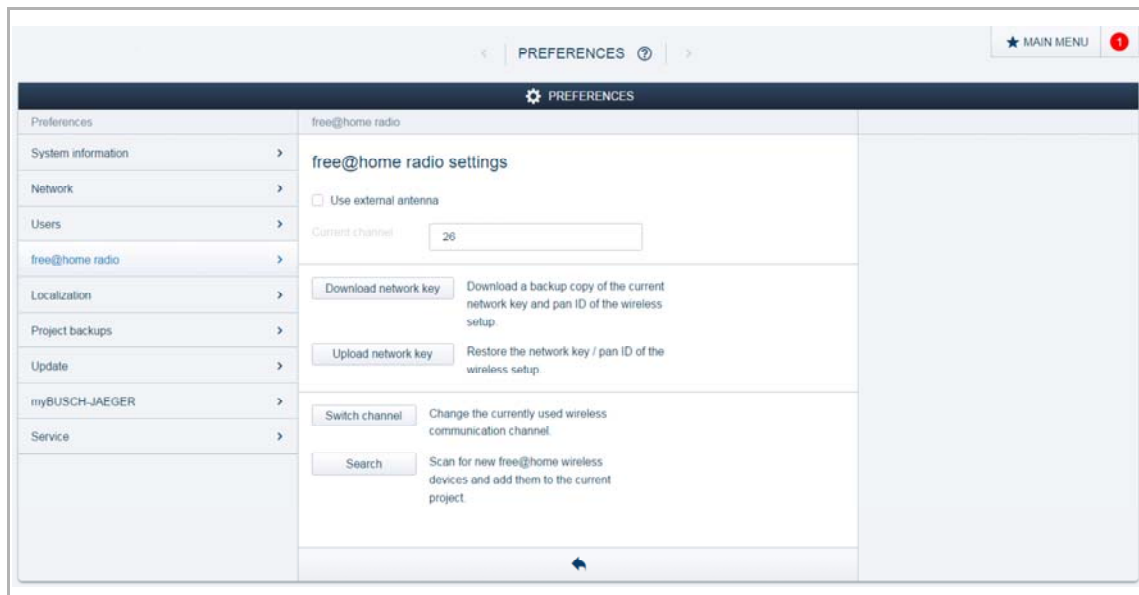 PREFERENCES
MAIN MENU
1
PREFERENCES
Preferences
free@home radio
System information
Network
Users
free@home radio
Localization
Project backups
Update
myBUSCH-JAEGER
Service
free@home radio settings
Use external antenna
Current channel
26
Download network key
Download a backup copy of the current
network key and pan ID of the wireless
setup.
Upload network key
Restore the network key / pan ID of the
wireless setup.
Switch channel
Change the currently used wireless
communication channel.
Search
Scan for new free@home wireless
devices and add them to the current
project.